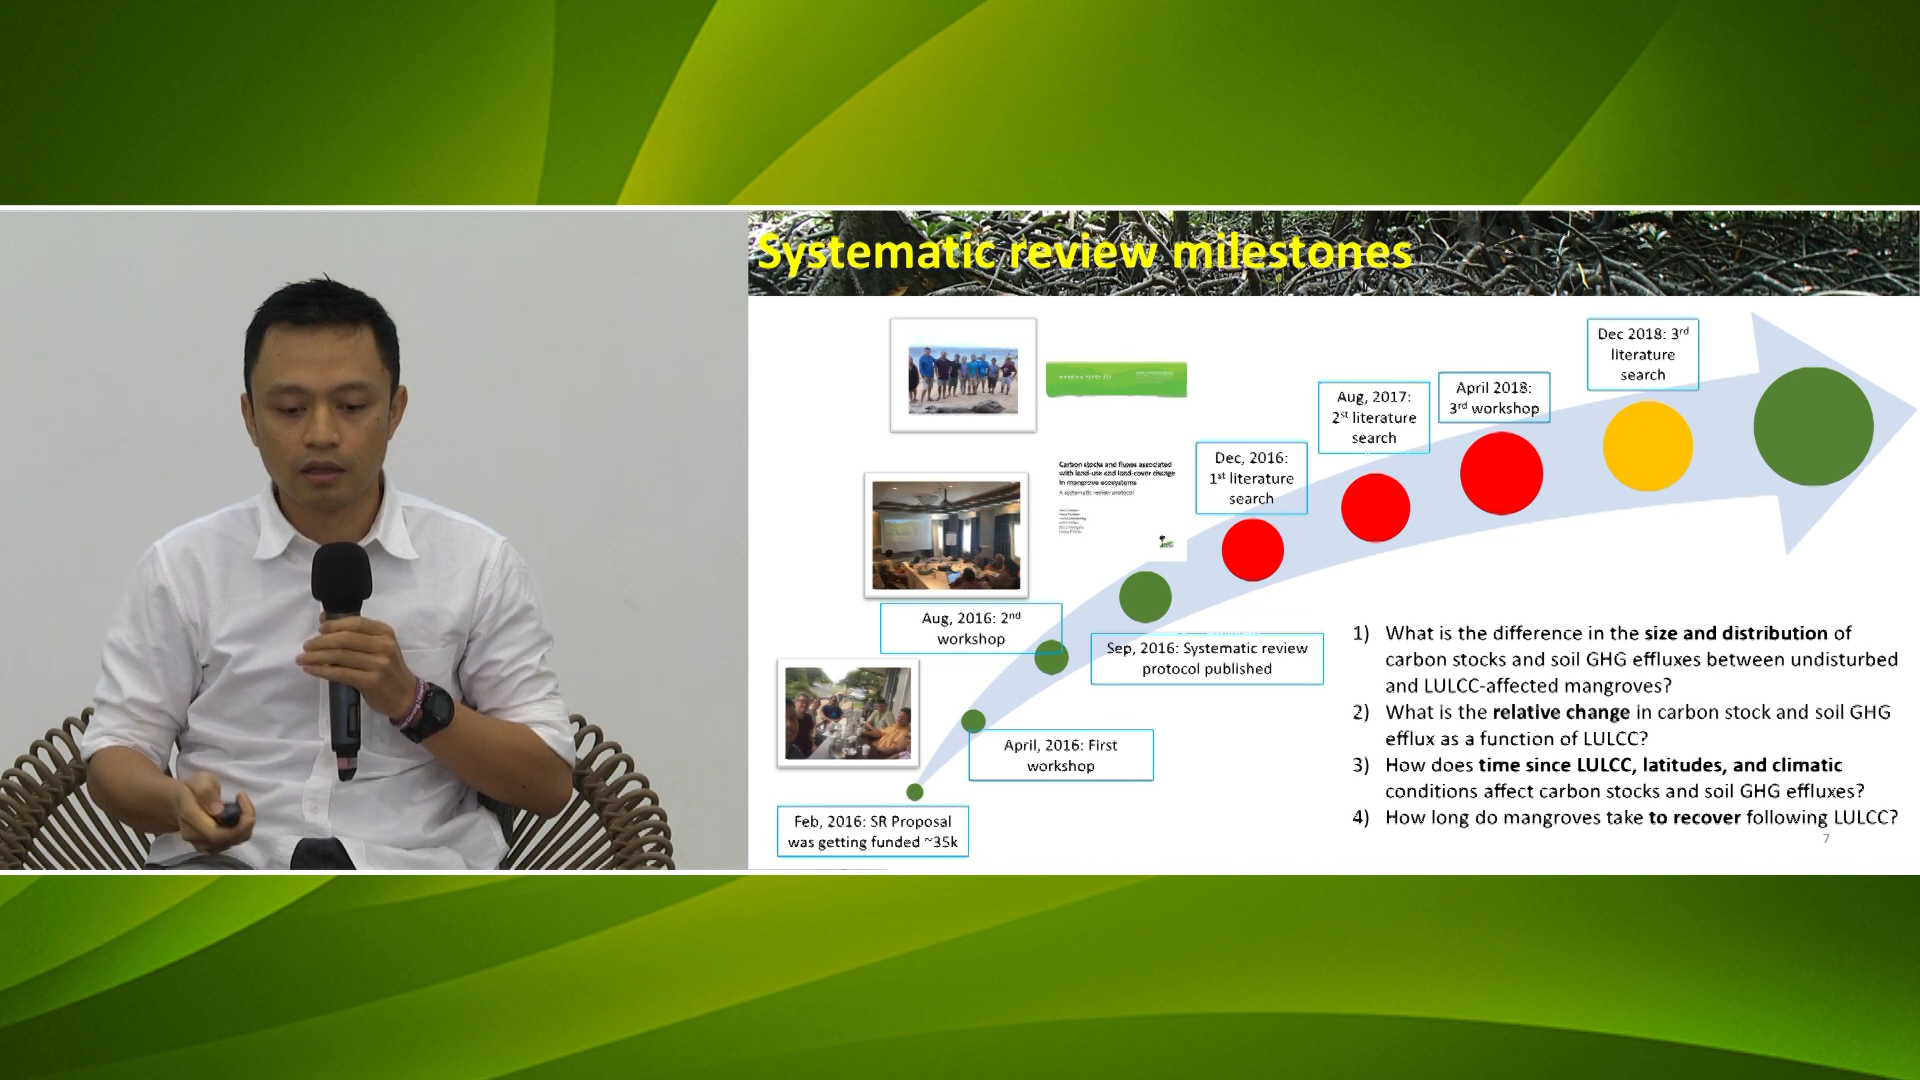 Systematic review milestones
Dec 2018: 3rd
literature
search
April 2018:
3rd workshop
Aug, 2017:
2st literature
search
Dec, 2016:
1st literature
search
Carbon stocks and fluxes associated
with land-use and land-cover change
in mangrove ecosystems
A systematic review protocol
Aug, 2016: 2nd
workshop
Sep, 2016: Systematic review
protocol published
April, 2016: First
workshop
Feb, 2016: SR Proposal
was getting funded ~35k
1) What is the difference in the size and distribution of
carbon stocks and soil GHG effluxes between undisturbed
and LULCC-affected mangroves?
2) What is the relative change in carbon stock and soil GHG
efflux as a function of LULCC?
3) How does time since LULCC, latitudes, and climatic
conditions affect carbon stocks and soil GHG effluxes?
4) How long do mangroves take to recover following LULCC?
7